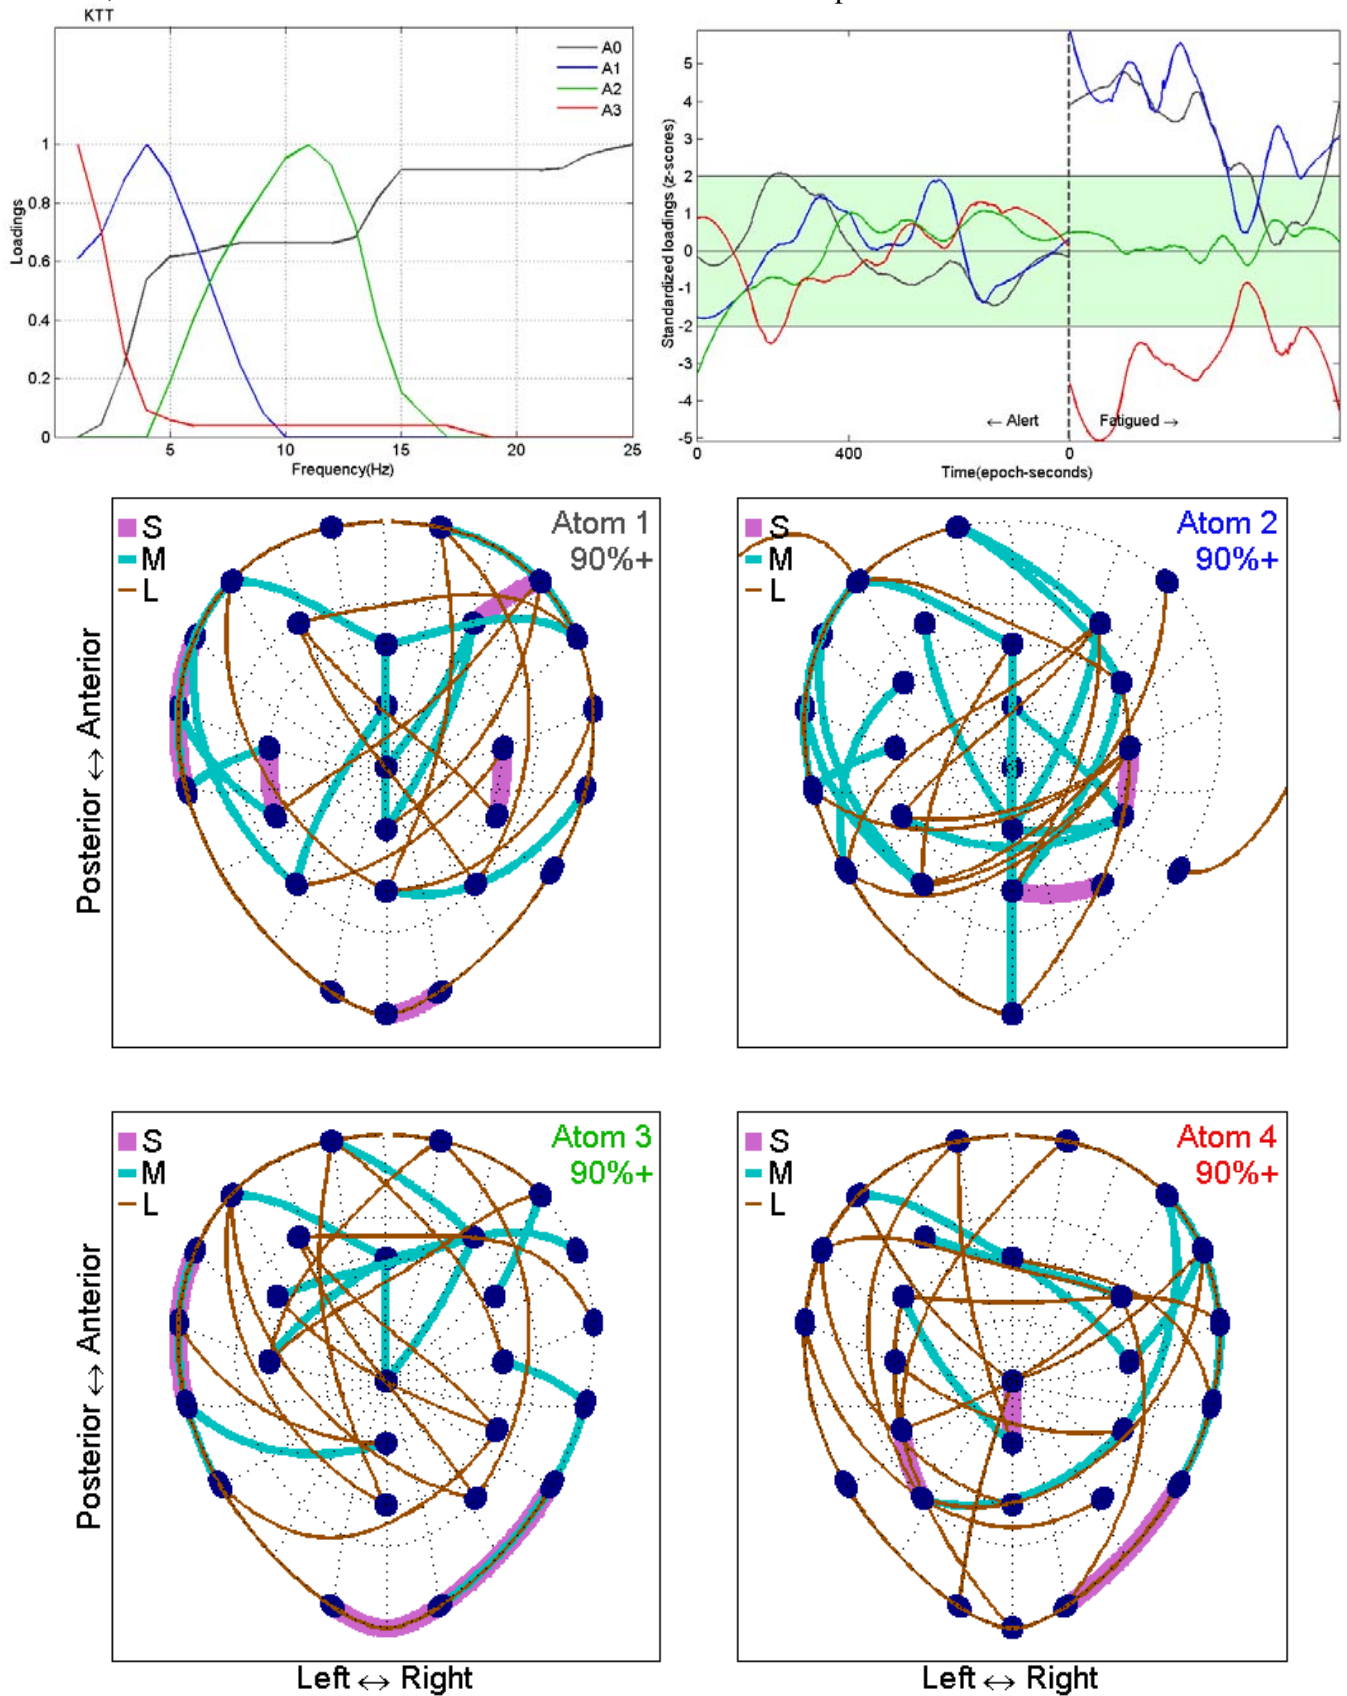 KTT
A0
A1
A2
A3
1
0.8
0.6
0.4
0.2
0
5
10
15
20
25
Loadings
Frequency(Hz)
5
4
3
2
1
0
-1
-2
-3
-4
-5
Standardized loadings (z-scores)
← Alert
Fatigued →
0
400
0
Time(epoch-seconds)
S
M
L
Atom 1
90%+
S
M
L
Atom 2
90%+
Posterior ↔ Anterior
S
M
L
Atom 3
90%+
S
M
L
Atom 4
90%+
Posterior ↔ Anterior
Left ↔ Right
Left ↔ Right